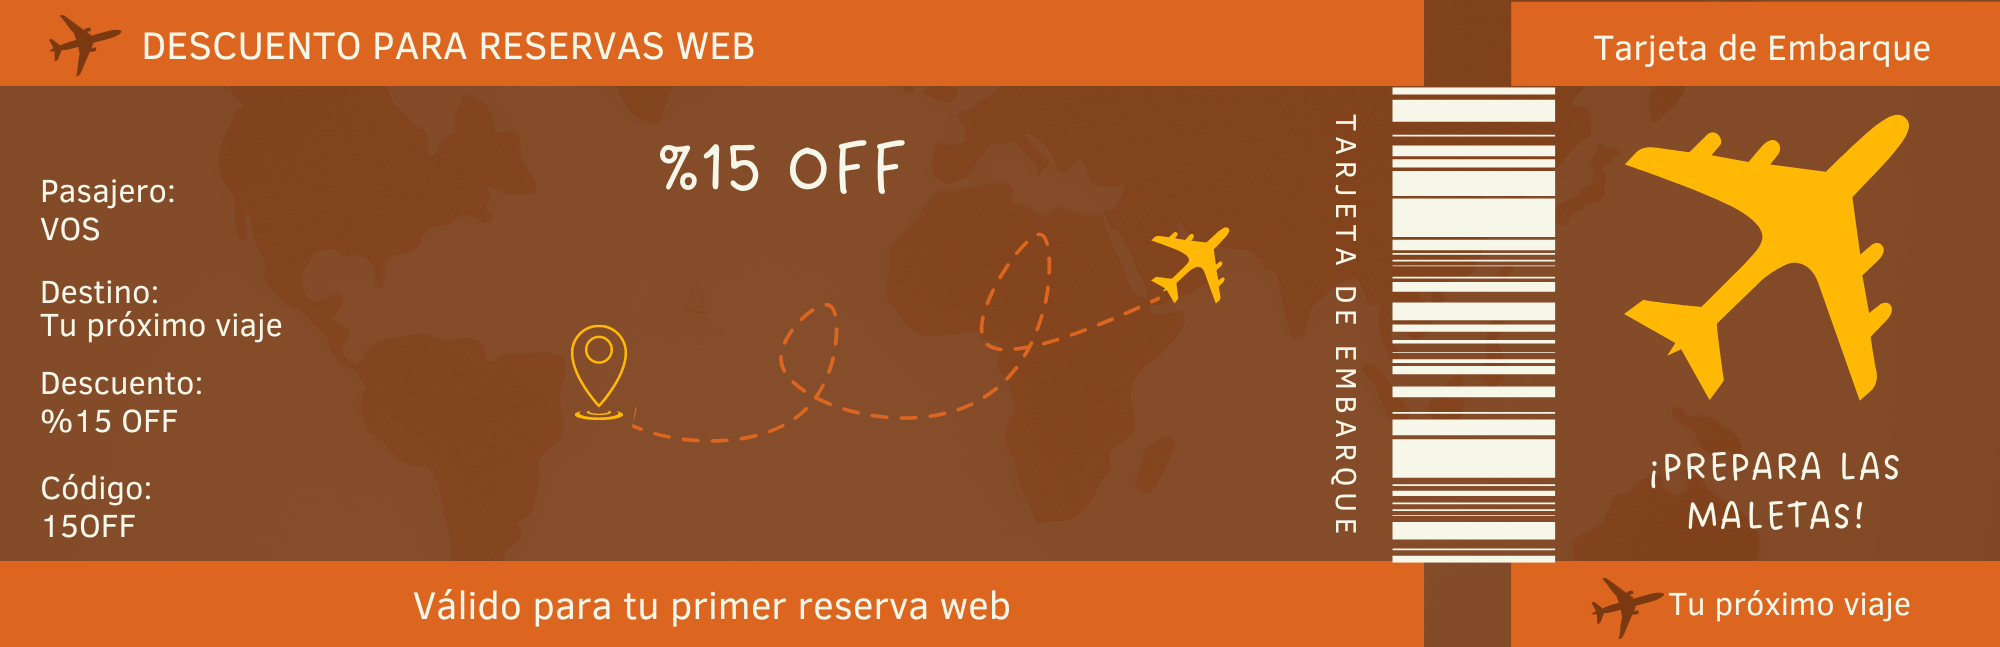 DESCUENTO PARA RESERVAS WEB
Tarjeta de Embarque
%15 OFF
Pasajero:
VOS
Destino:
Tu próximo viaje
Descuento:
%15 OFF
Código:
15OFF
TARJETA DE EMBARQUE
¡PREPARA LAS
MALETAS!
Válido para tu primer reserva web
Tu próximo viaje